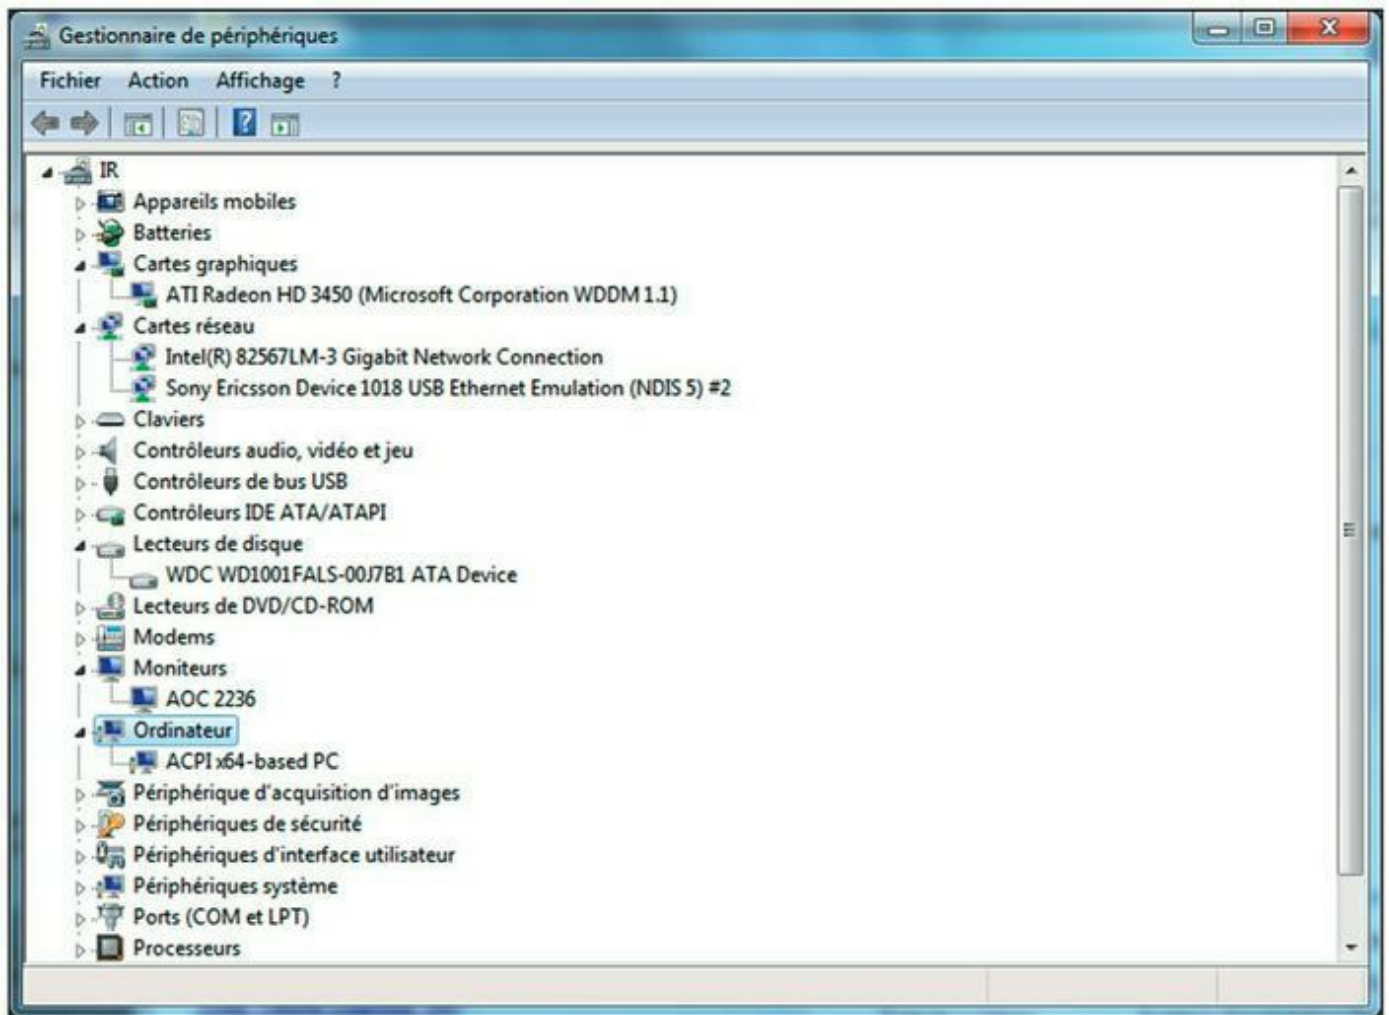 Gestionnaire de périphériques
Fichier Action Affichage ?
IR
Appareils mobiles
Batteries
Cartes graphiques
ATI Radeon HD 3450 (Microsoft Corporation WDDM 1.1)
Cartes réseau
Intel(R) 82567LM-3 Gigabit Network Connection
Sony Ericsson Device 1018 USB Ethernet Emulation (NDIS 5) #2
Claviers
Contrôleurs audio, vidéo et jeu
Contrôleurs de bus USB
Contrôleurs IDE ATA/ATAPI
Lecteurs de disque
WDC WD1001FALS-00J7B1 ATA Device
Lecteurs de DVD/CD-ROM
Modems
Moniteurs
AOC 2236
Ordinateur
ACPI x64-based PC
Périphérique d'acquisition d'images
Périphériques de sécurité
Périphériques d'interface utilisateur
Périphériques système
Ports (COM et LPT)
Processeurs